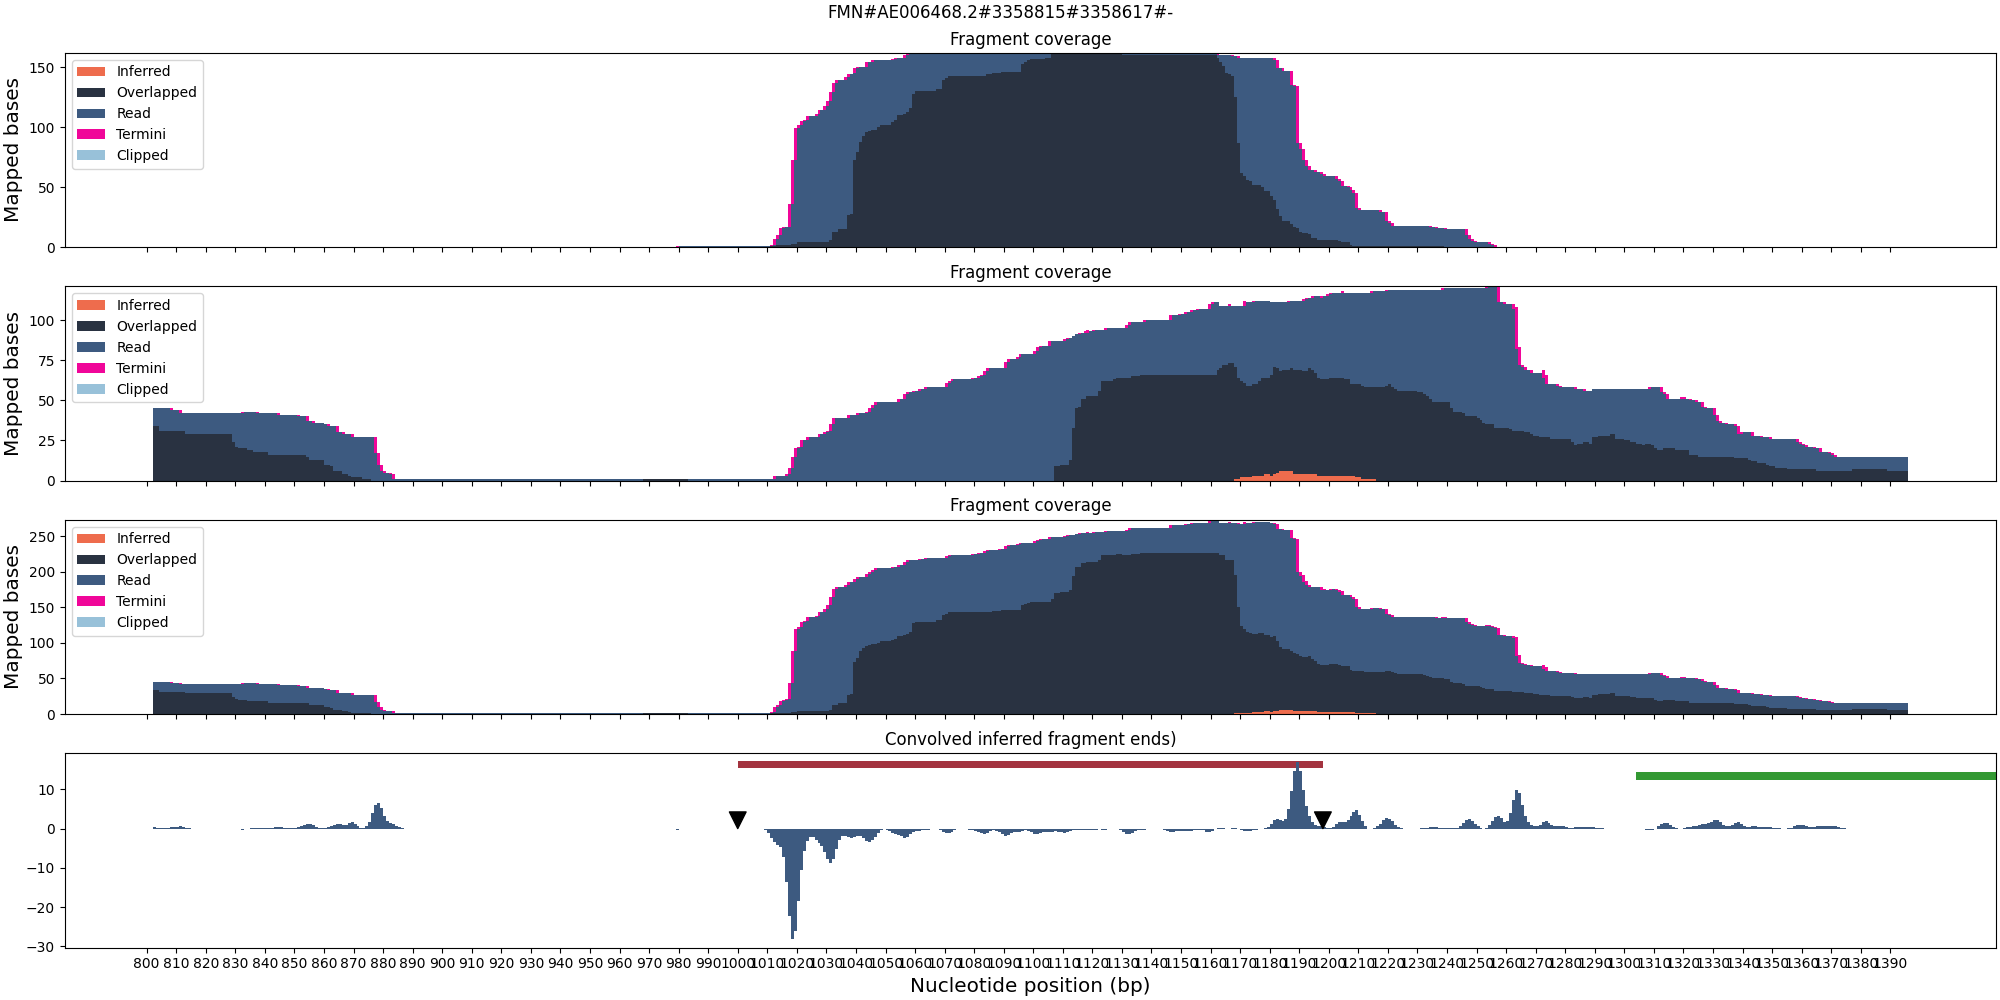 FMN#AE006468.2#3358815#3358617#-
Fragment coverage
Mapped bases
150
100
50
0
Inferred
Overlapped
Read
Termini
Clipped
Fragment coverage
Mapped bases
100
75
50
25
0
Inferred
Overlapped
Read
Termini
Clipped
Fragment coverage
Mapped bases
250
200
150
100
50
0
Inferred
Overlapped
Read
Termini
Clipped
Convolved inferred fragment ends)
10
0
−10
−20
−30
800 810 820 830 840 850 860 870 880 890 900 910 920 930 940 950 960 970 980 990 1000 1010 1020 1030 1040 1050 1060 1070 1080 1090 1100 1110 1120 1130 1140 1150 1160 1170 1180 1190 1200 1210 1220 1230 1240 1250 1260 1270 1280 1290 1300 1310 1320 1330 1340 1350 1360 1370 1380 1390
Nucleotide position (bp)